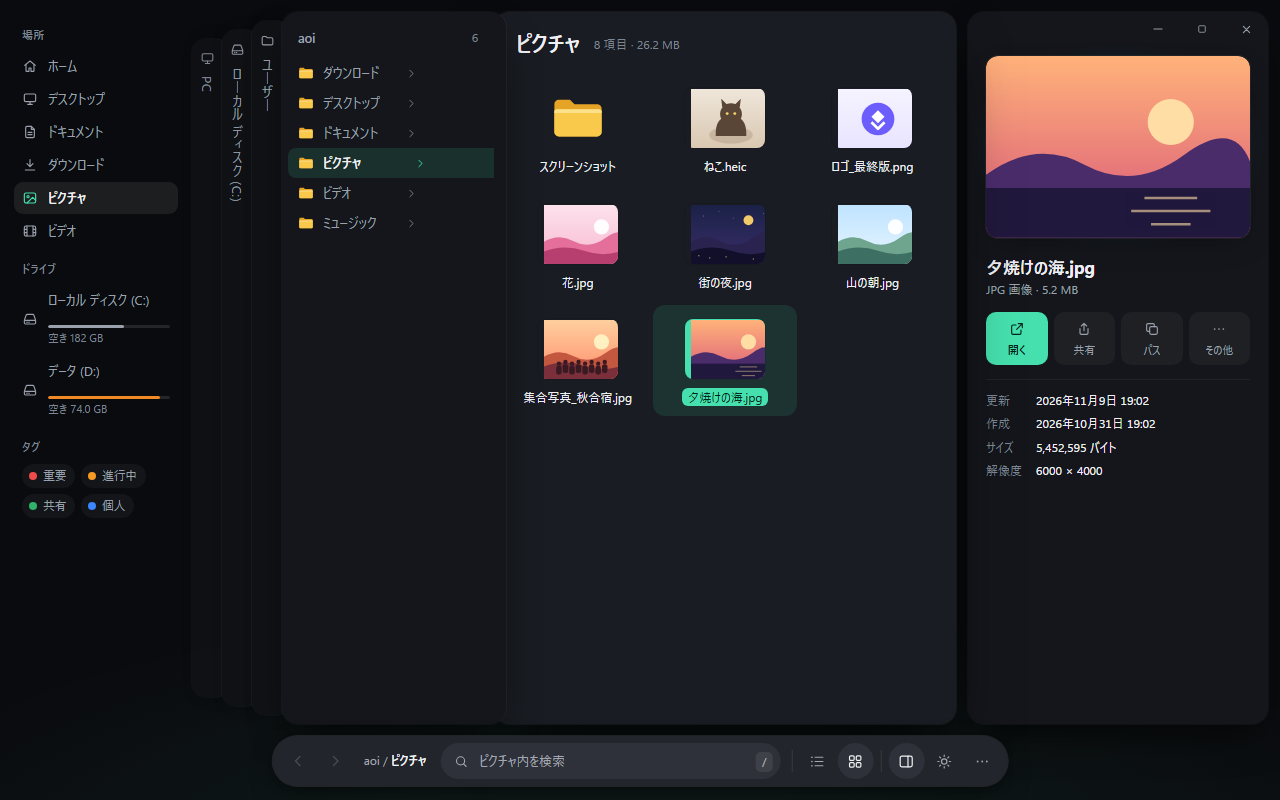 場所
ホーム
デスクトップ
ドキュメント
ダウンロード
ピクチャ
ビデオ
ドライブ
ローカル ディスク (C:)
空き 182 GB
データ (D:)
空き 74.0 GB
タグ
重要
進行中
共有
個人
PC
ローカル ディスク (C:)
ユーザー
aoi
6
ダウンロード
デスクトップ
ドキュメント
ピクチャ
ビデオ
ミュージック
ピクチャ
8 項目 · 26.2 MB
スクリーンショット
ねこ.heic
ロゴ_最終版.png
花.jpg
街の夜.jpg
山の朝.jpg
集合写真_秋合宿.jpg
夕焼けの海.jpg
夕焼けの海.jpg
JPG 画像 · 5.2 MB
開く
共有
パス
その他
更新 2026年11月9日 19:02
作成 2026年10月31日 19:02
サイズ 5,452,595 バイト
解像度 6000 × 4000
aoi / ピクチャ
ピクチャ内を検索
/